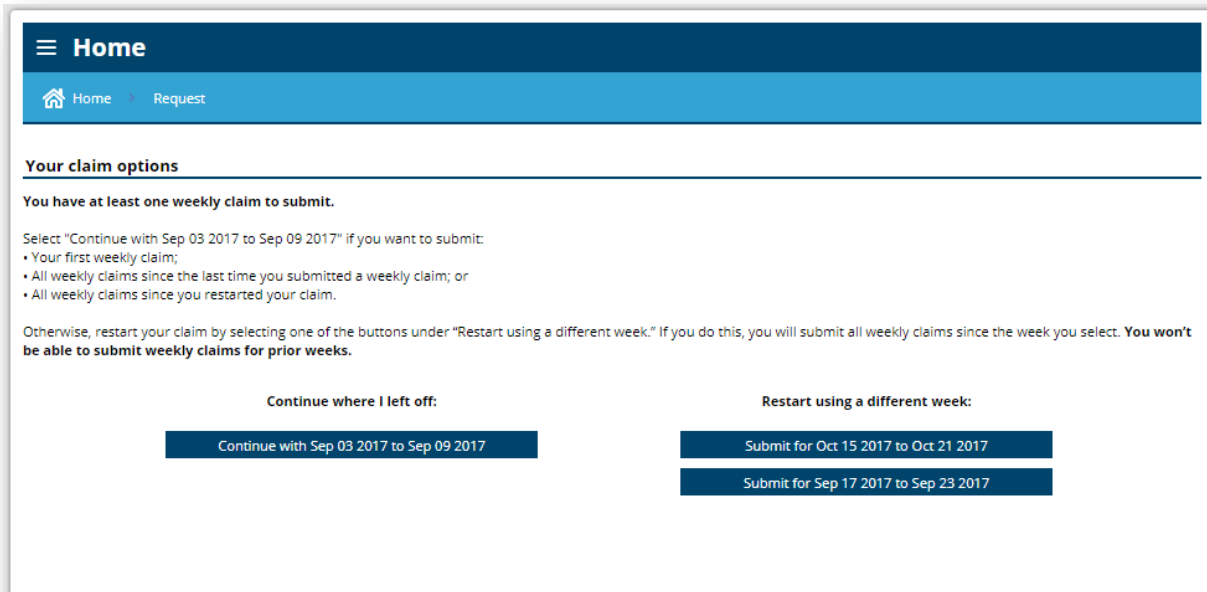 Home
Home Request
Your claim options
You have at least one weekly claim to submit.
Select "Continue with Sep 03 2017 to Sep 09 2017" if you want to submit:
• Your first weekly claim;
• All weekly claims since the last time you submitted a weekly claim; or
• All weekly claims since you restarted your claim.
Otherwise, restart your claim by selecting one of the buttons under “Restart using a different week.” If you do this, you will submit all weekly claims since the week you select. You won’t
be able to submit weekly claims for prior weeks.
Continue where I left off:
Continue with Sep 03 2017 to Sep 09 2017
Restart using a different week:
Submit for Oct 15 2017 to Oct 21 2017
Submit for Sep 17 2017 to Sep 23 2017